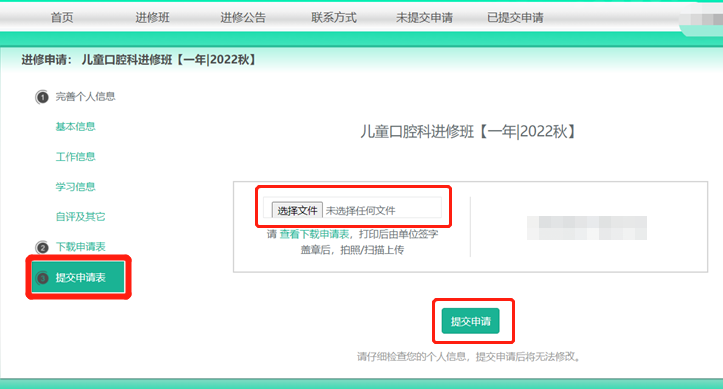 首页 进修班 进修公告 联系方式 未提交申请 已提交申请
进修申请： 儿童口腔科进修班【一年|2022秋】
1 完善个人信息
基本信息
工作信息
学习信息
自评及其它
2 下载申请表
3 提交申请表
儿童口腔科进修班【一年|2022秋】
选择文件 未选择任何文件
请 查看下载申请表，打印后由单位签字
盖章后，拍照/扫描上传
提交申请
请仔细检查您的个人信息，提交申请后将无法修改。